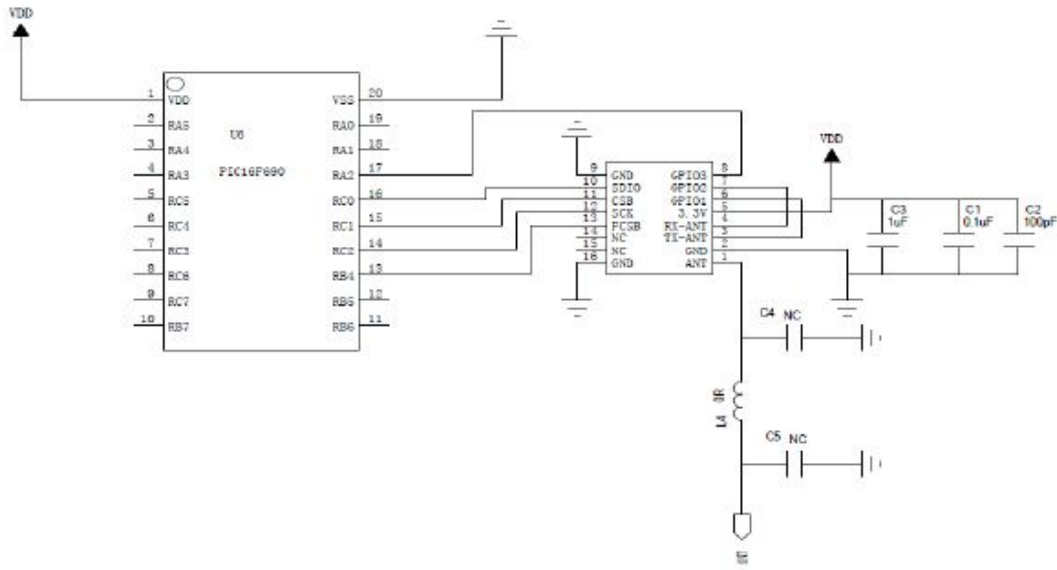 VDD
U6
PIC16F690
1 VDD VSS 20
2 RA5 RA0 19
3 RA4 RA1 18
4 RA3 RA2 17
5 RC5 RC0 16
6 RC4 RC1 15
7 RC3 RC2 14
8 RC6 RB4 13
9 RC7 RB5 12
10 RB7 RB6 11
VDD
9 GND GPIO3 8
10 SDIO GPIO2 7
11 CSB GPIO1 6
12 SCK 3.3V 5
13 FCSB RX-ANT 4
14 NC TX-ANT 3
15 NC GND 2
16 GND ANT 1
C3
1uF
C1
0.1uF
C2
100pF
C4 NC
L4 0R
C5 NC